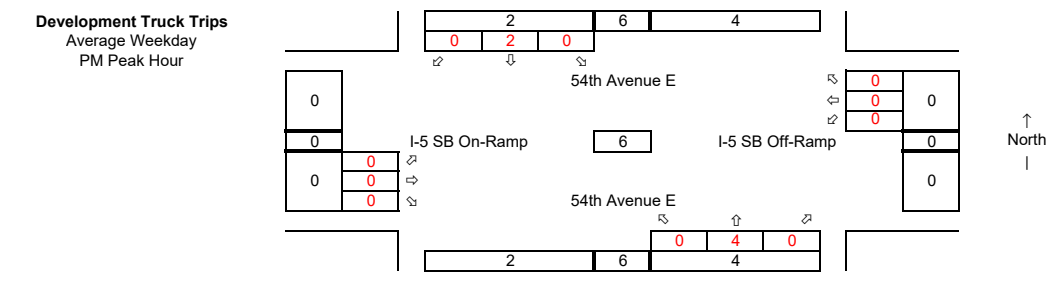 Development Truck Trips
Average Weekday
PM Peak Hour
2 6 4
0 2 0
⬃ ⇩ ⬂
54th Avenue E
0
⬁ 0
⇦ 0 0
⬃ 0
0 I-5 SB On-Ramp 6 I-5 SB Off-Ramp 0
↑
North
|
0 ⬀
0 0 ⇨
0 ⬂
0
54th Avenue E
⬁ ⇧ ⬀
0 4 0
2 6 4